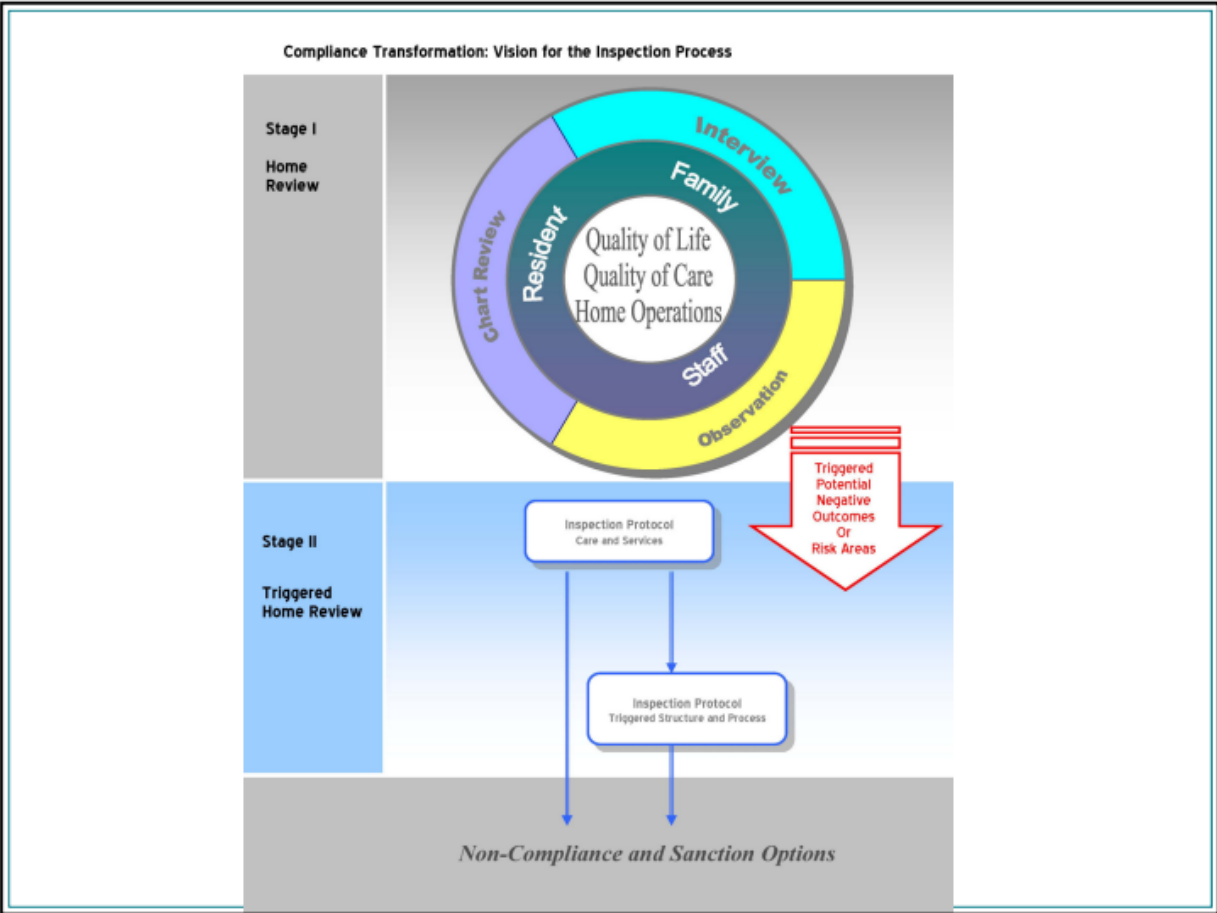 Compliance Transformation: Vision for the Inspection Process
Stage I
Home
Review
Interview
Chart Review
Observation
Family
Resident
Staff
Quality of Life
Quality of Care
Home Operations
Triggered
Potential
Negative
Outcomes
Or
Risk Areas
Stage II
Triggered
Home Review
Inspection Protocol
Care and Services
Inspection Protocol
Triggered Structure and Process
Non-Compliance and Sanction Options